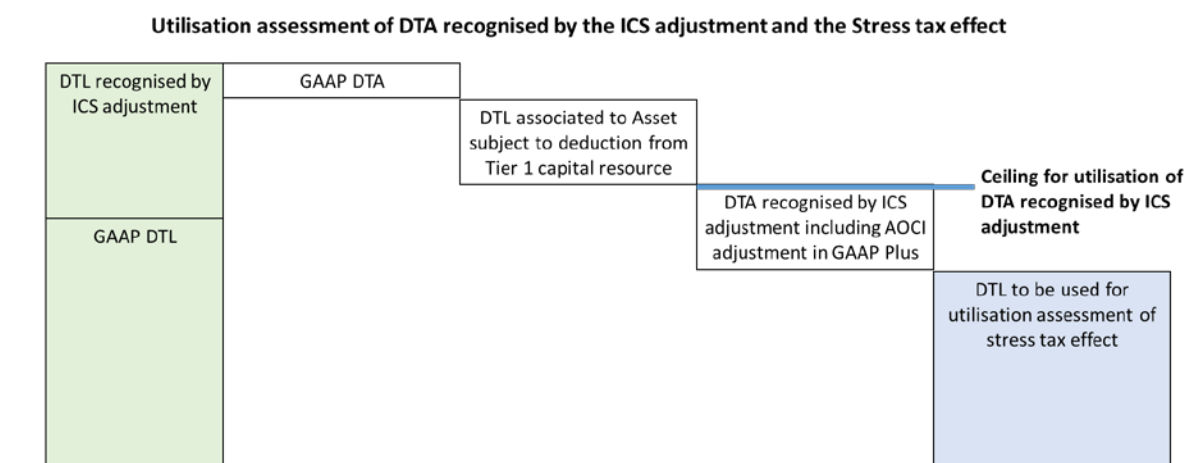 Utilisation assessment of DTA recognised by the ICS adjustment and the Stress tax effect
DTL recognised by
ICS adjustment
GAAP DTA
DTL associated to Asset
subject to deduction from
Tier 1 capital resource
Ceiling for utilisation of
DTA recognised by ICS
adjustment
DTA recognised by ICS
adjustment including AOCI
adjustment in GAAP Plus
GAAP DTL
DTL to be used for
utilisation assessment of
stress tax effect